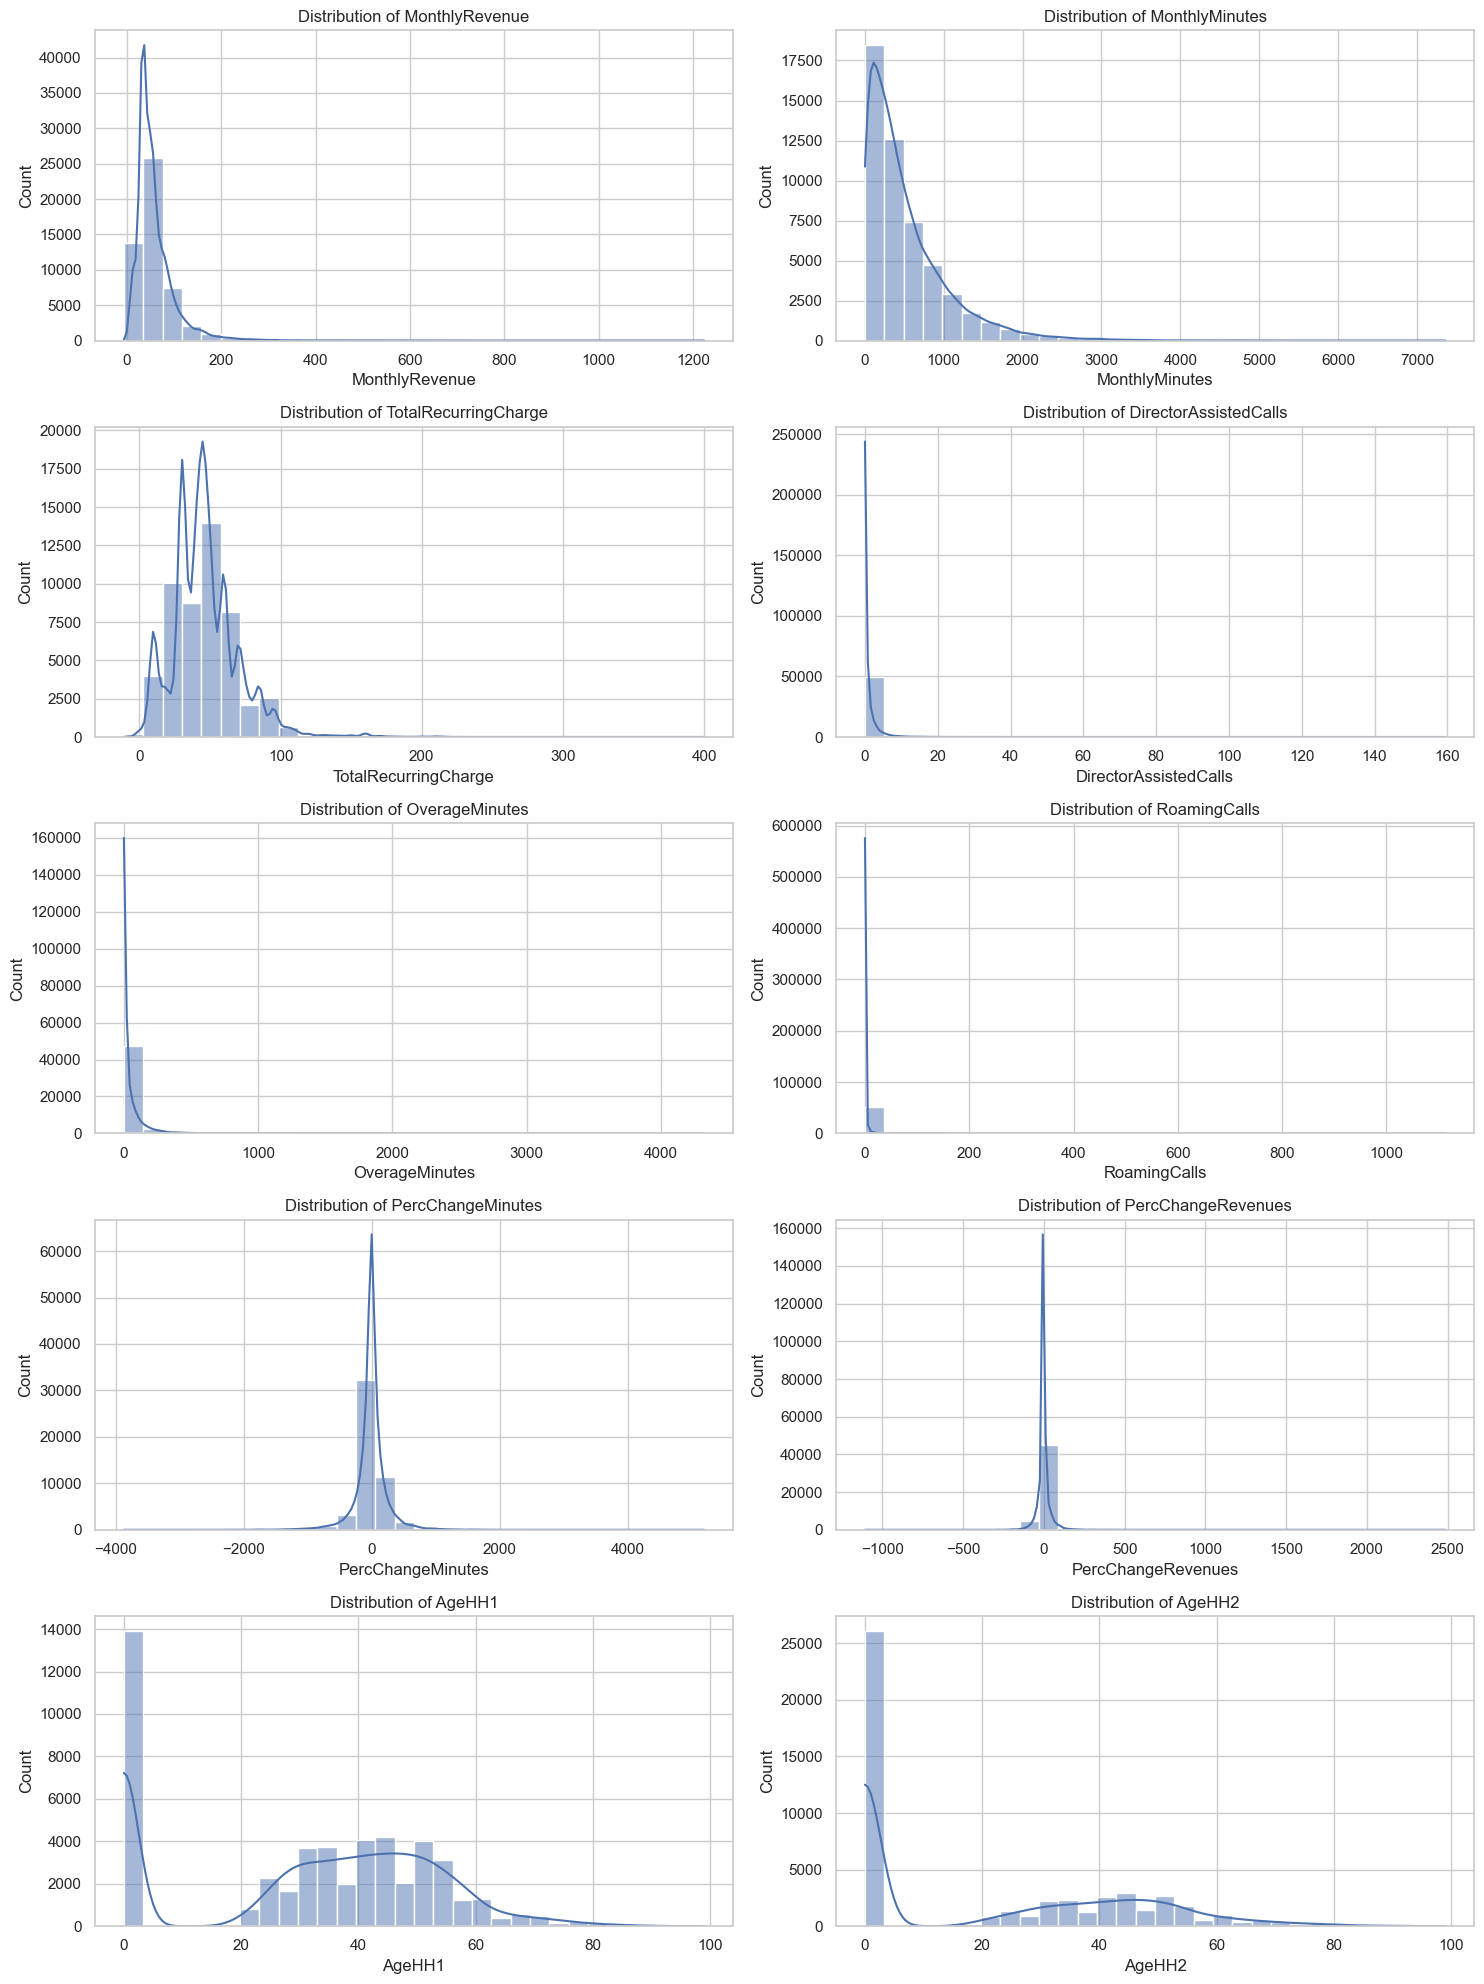 Distribution of MonthlyRevenue
40000
35000
30000
25000
20000
15000
10000
5000
0
Count
0 200 400 600 800 1000 1200
MonthlyRevenue
Distribution of MonthlyMinutes
17500
15000
12500
10000
7500
5000
2500
0
Count
0 1000 2000 3000 4000 5000 6000 7000
MonthlyMinutes
Distribution of TotalRecurringCharge
20000
17500
15000
12500
10000
7500
5000
2500
0
Count
0 100 200 300 400
TotalRecurringCharge
Distribution of DirectorAssistedCalls
250000
200000
150000
100000
50000
0
Count
0 20 40 60 80 100 120 140 160
DirectorAssistedCalls
Distribution of OverageMinutes
160000
140000
120000
100000
80000
60000
40000
20000
0
Count
0 1000 2000 3000 4000
OverageMinutes
Distribution of RoamingCalls
600000
500000
400000
300000
200000
100000
0
Count
0 200 400 600 800 1000
RoamingCalls
Distribution of PercChangeMinutes
60000
50000
40000
30000
20000
10000
0
Count
−4000 −2000 0 2000 4000
PercChangeMinutes
Distribution of PercChangeRevenues
160000
140000
120000
100000
80000
60000
40000
20000
0
Count
−1000 −500 0 500 1000 1500 2000 2500
PercChangeRevenues
Distribution of AgeHH1
14000
12000
10000
8000
6000
4000
2000
0
Count
0 20 40 60 80 100
AgeHH1
Distribution of AgeHH2
25000
20000
15000
10000
5000
0
Count
0 20 40 60 80 100
AgeHH2